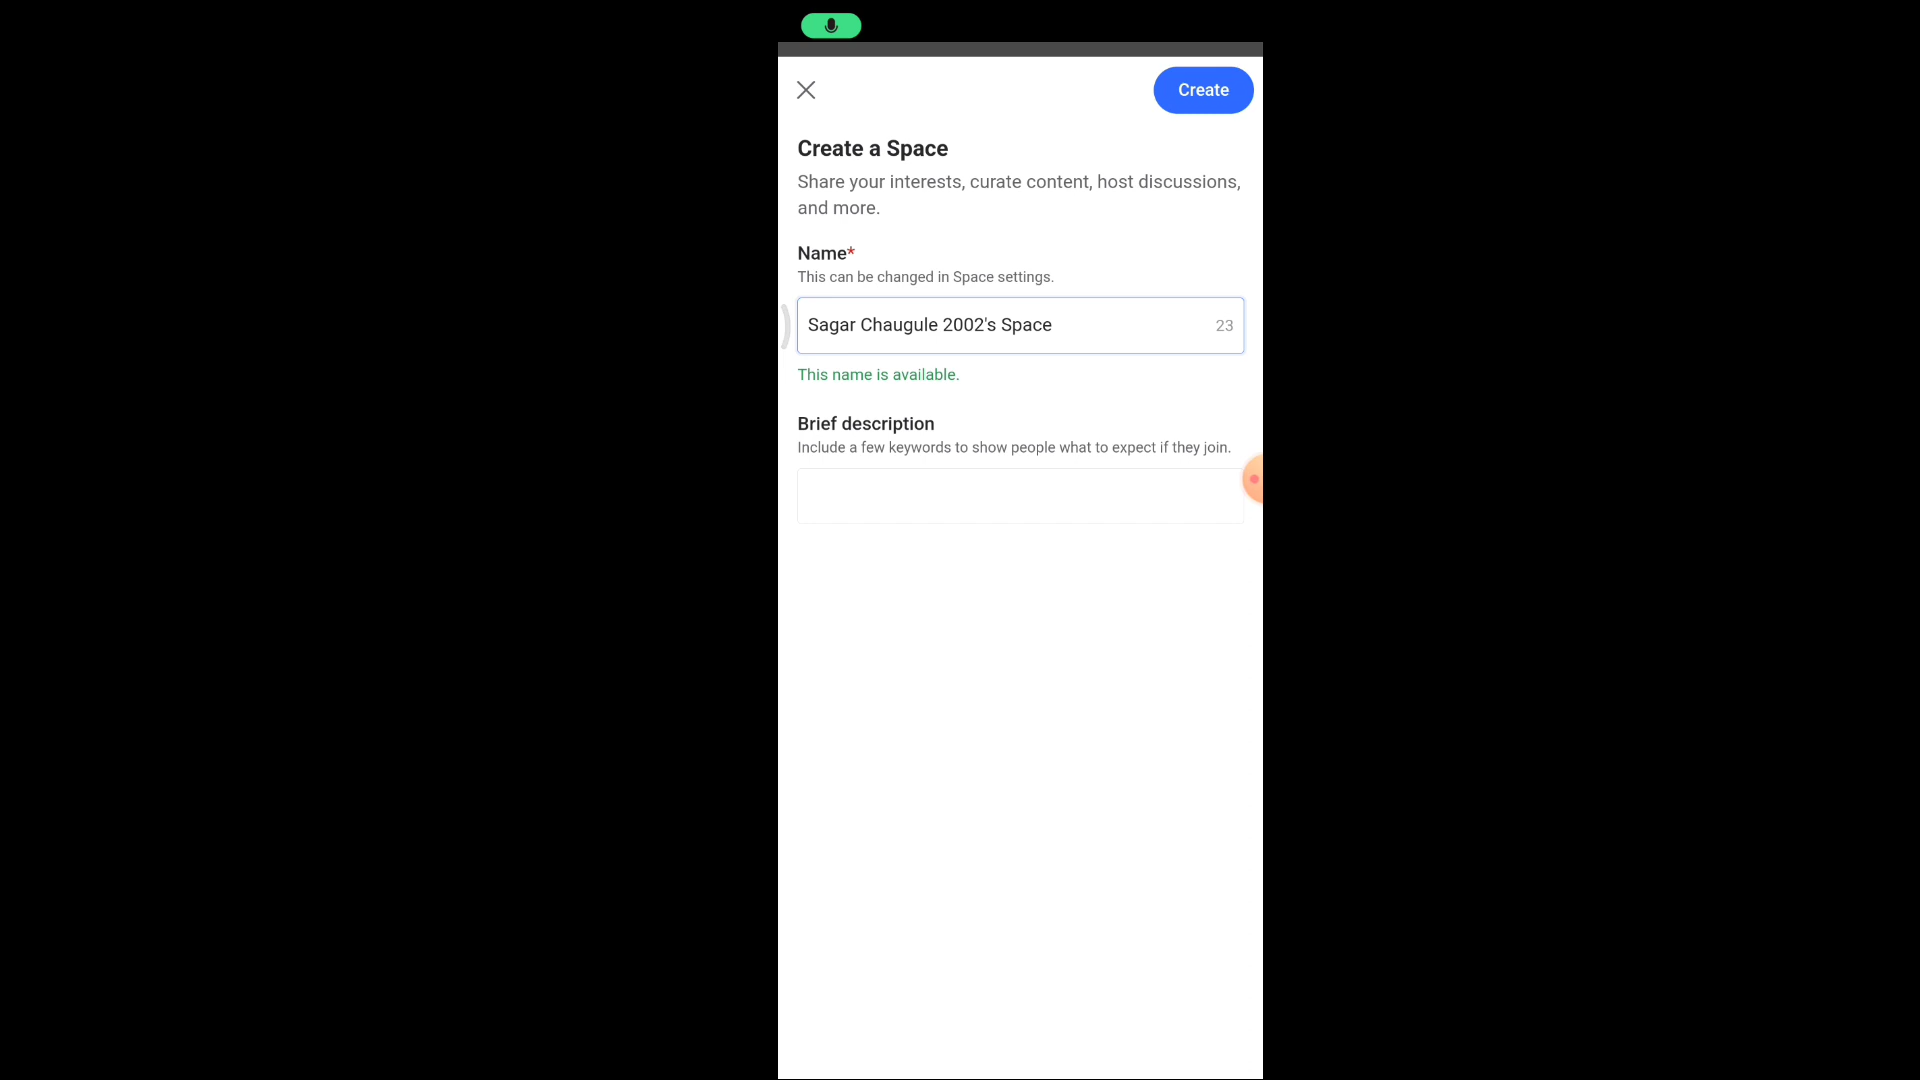 Create
Create a Space
Share your interests, curate content, host discussions,
and more.
Name*
This can be changed in Space settings.
Sagar Chaugule 2002's Space 23
This name is available.
Brief description
Include a few keywords to show people what to expect if they join.